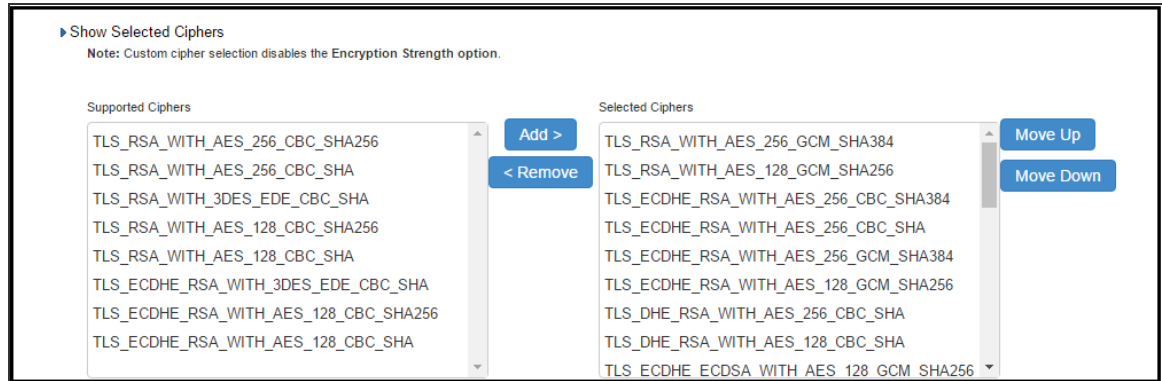 Show Selected Ciphers
Note: Custom cipher selection disables the Encryption Strength option.
Supported Ciphers
TLS_RSA_WITH_AES_256_CBC_SHA256
TLS_RSA_WITH_AES_256_CBC_SHA
TLS_RSA_WITH_3DES_EDE_CBC_SHA
TLS_RSA_WITH_AES_128_CBC_SHA256
TLS_RSA_WITH_AES_128_CBC_SHA
TLS_ECDHE_RSA_WITH_3DES_EDE_CBC_SHA
TLS_ECDHE_RSA_WITH_AES_128_CBC_SHA256
TLS_ECDHE_RSA_WITH_AES_128_CBC_SHA
Add >
< Remove
Selected Ciphers
TLS_RSA_WITH_AES_256_GCM_SHA384
TLS_RSA_WITH_AES_128_GCM_SHA256
TLS_ECDHE_RSA_WITH_AES_256_CBC_SHA384
TLS_ECDHE_RSA_WITH_AES_256_CBC_SHA
TLS_ECDHE_RSA_WITH_AES_256_GCM_SHA384
TLS_ECDHE_RSA_WITH_AES_128_GCM_SHA256
TLS_DHE_RSA_WITH_AES_256_CBC_SHA
TLS_DHE_RSA_WITH_AES_128_CBC_SHA
TLS_ECDHE_ECDSA_WITH_AES_128_GCM_SHA256
Move Up
Move Down